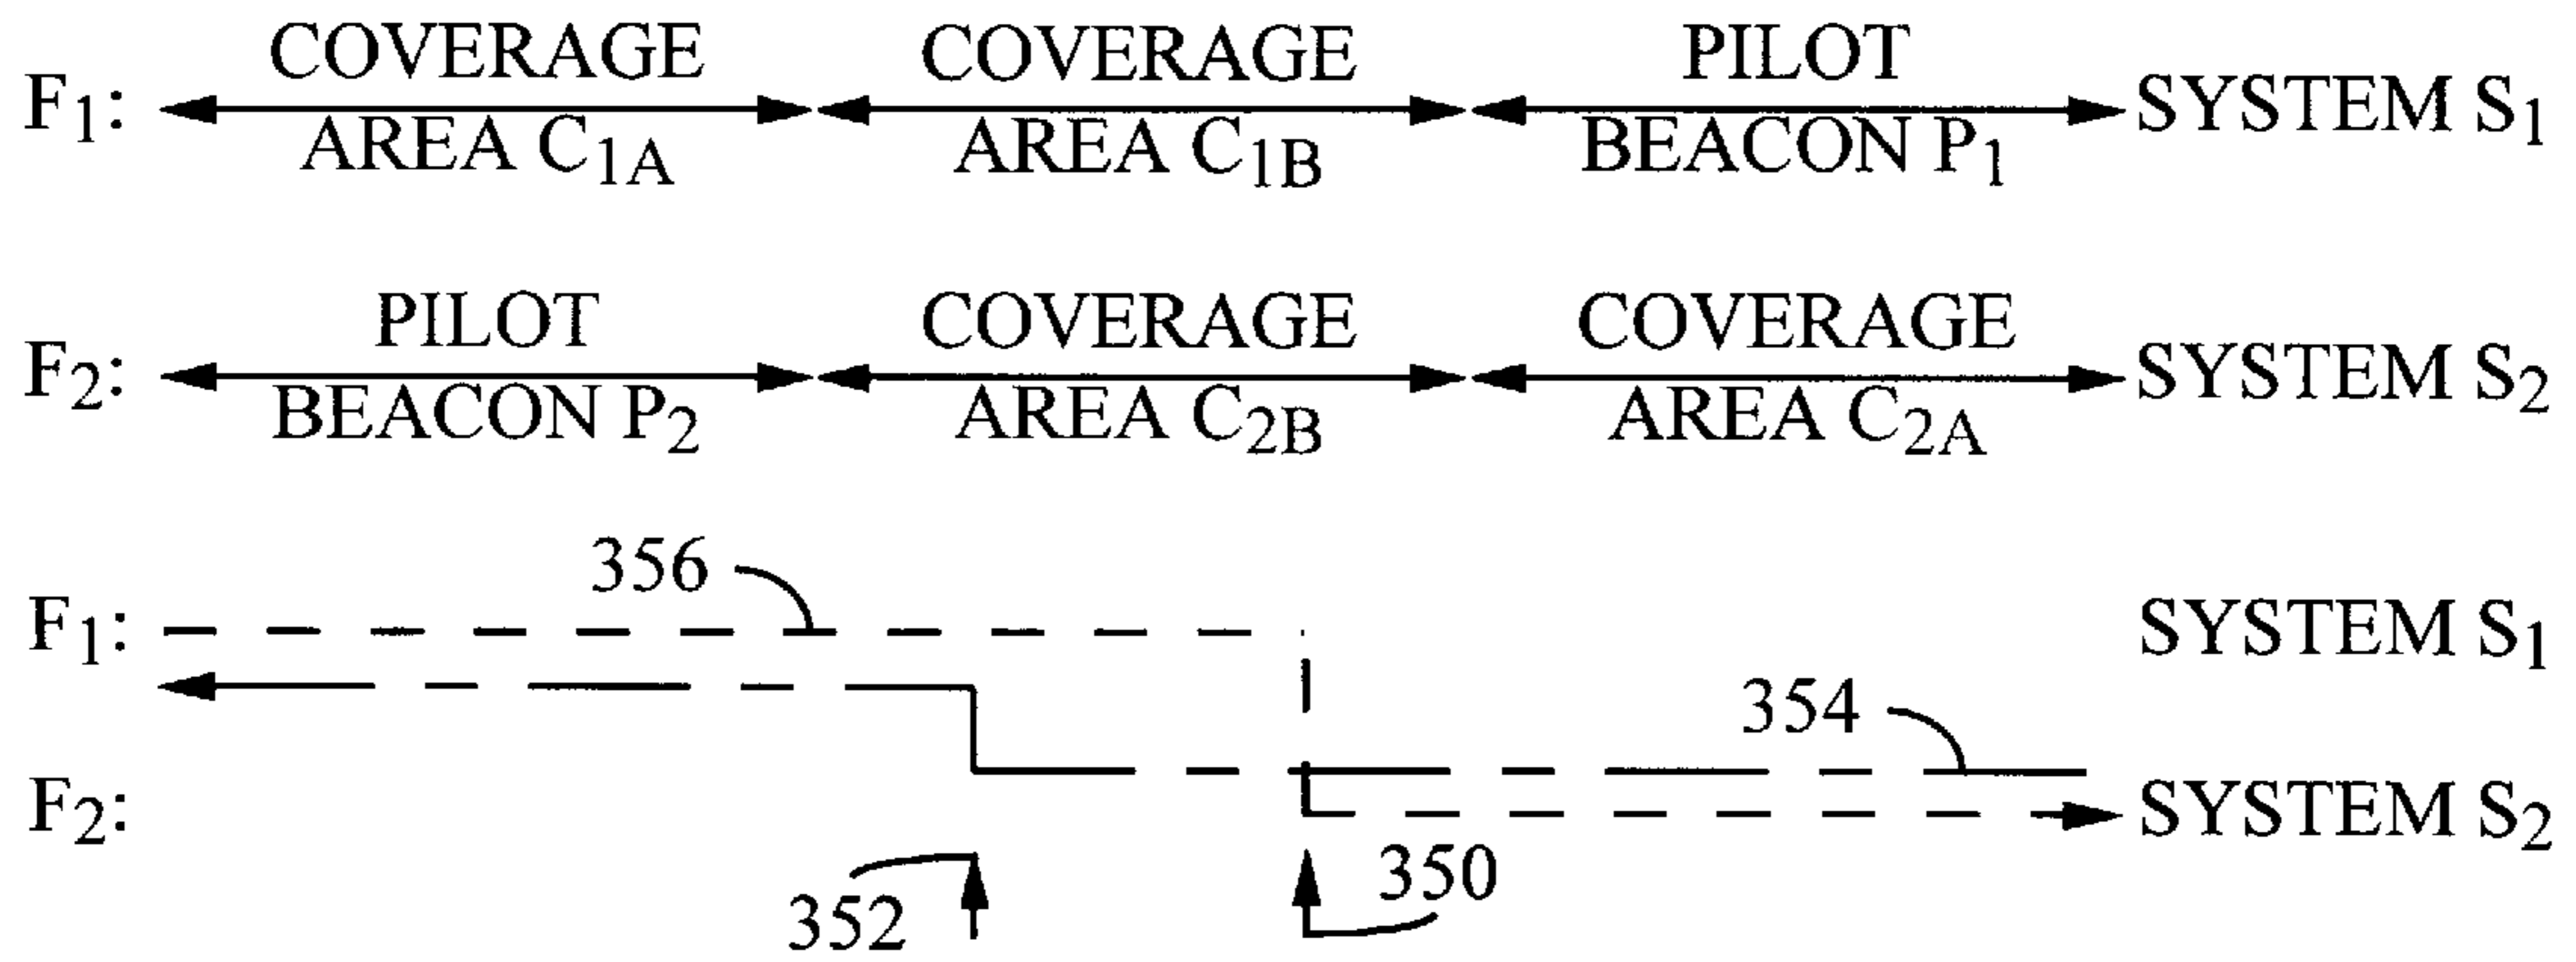 F1: COVERAGE AREA C1A COVERAGE AREA C1B PILOT BEACON P1 SYSTEM S1
F2: PILOT BEACON P2 COVERAGE AREA C2B COVERAGE AREA C2A SYSTEM S2
356
F1: SYSTEM S1
354
F2: SYSTEM S2
352 350